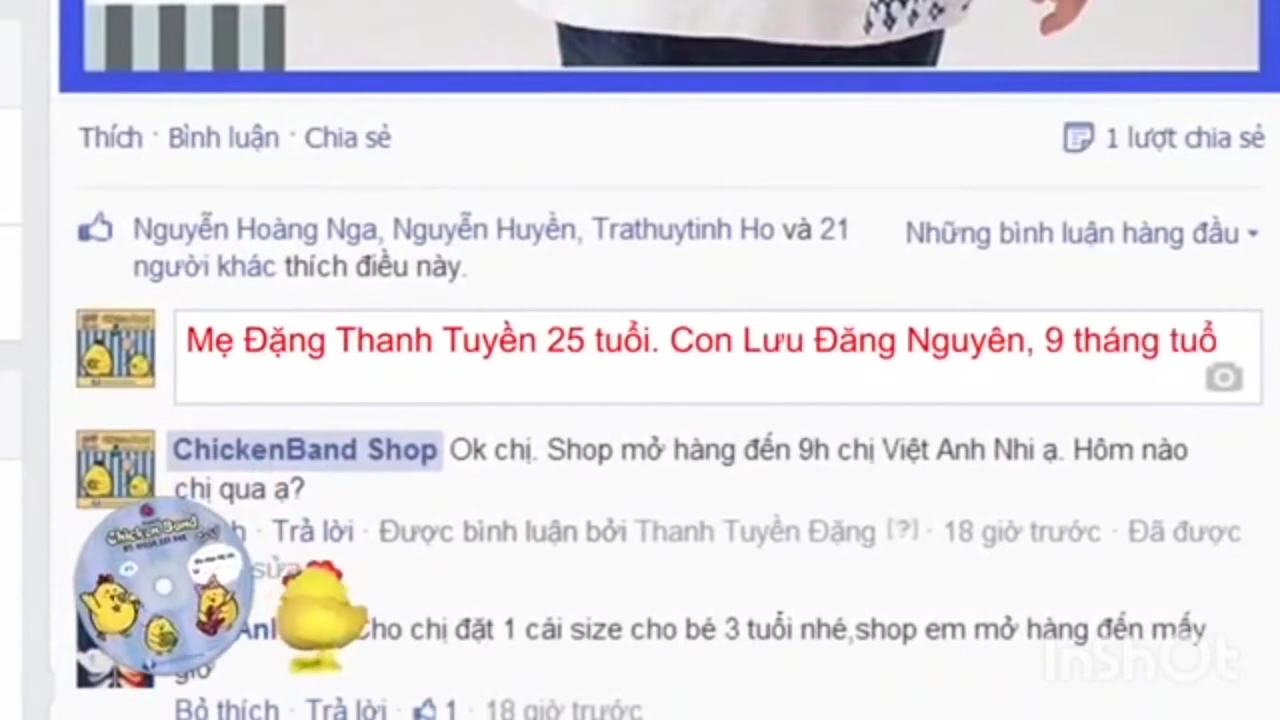 Thích · Bình luận · Chia sẻ
1 lượt chia sẻ
Nguyễn Hoàng Nga, Nguyễn Huyền, Trathuytinh Ho và 21
người khác thích điều này.
Những bình luận hàng đầu
Mẹ Đặng Thanh Tuyền 25 tuổi. Con Lưu Đăng Nguyên, 9 tháng tuổ
ChickenBand Shop Ok chị. Shop mở hàng đến 9h chị Việt Anh Nhi ạ. Hôm nào
chị qua ạ?
Trả lời · Được bình luận bởi Thanh Tuyền Đặng [?] · 18 giờ trước · Đã được
sửa
Chicken Band
Cho chị đặt 1 cái size cho bé 3 tuổi nhé,shop em mở hàng đến mấy
giờ
Bỏ thích · Trả lời · 1 · 18 giờ trước
InShOt